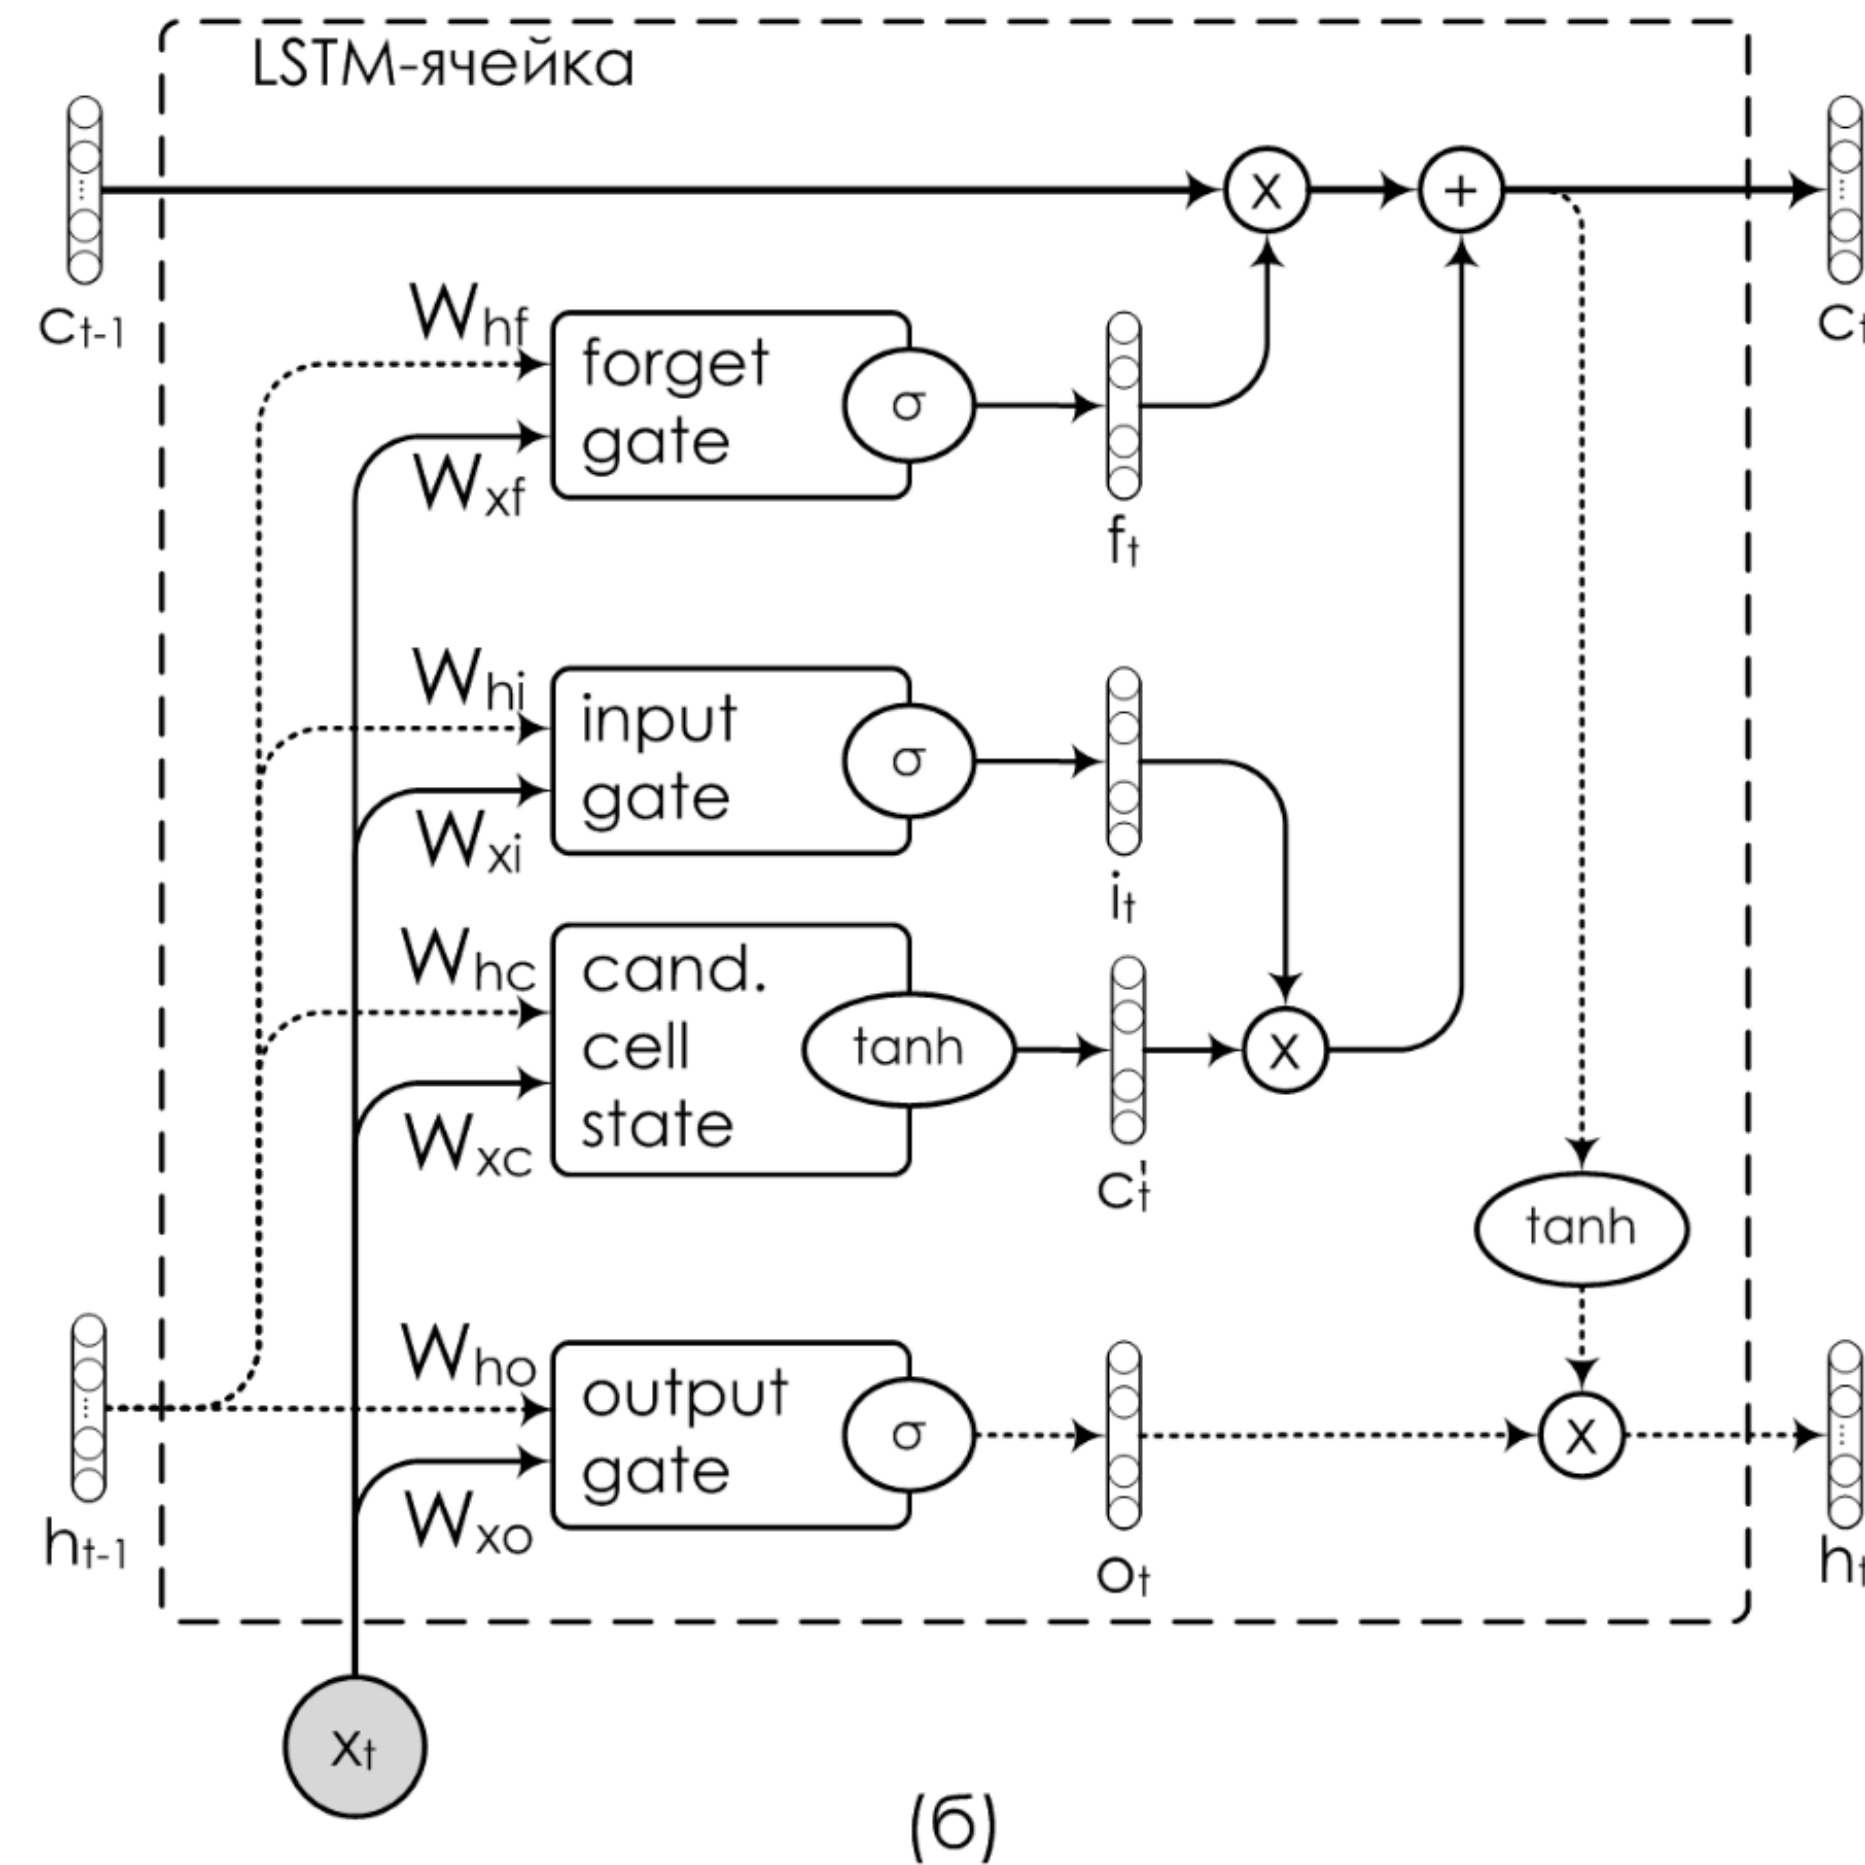 LSTM-ячейка
x
+
ct-1
ct
Whf
forget
gate
σ
Wxf
ft
Whi
input
gate
σ
Wxi
it
Whc
cand.
cell
state
tanh
x
Wxc
c't
tanh
Who
output
gate
σ
x
Wxo
ht-1
ot
ht
xt
(б)